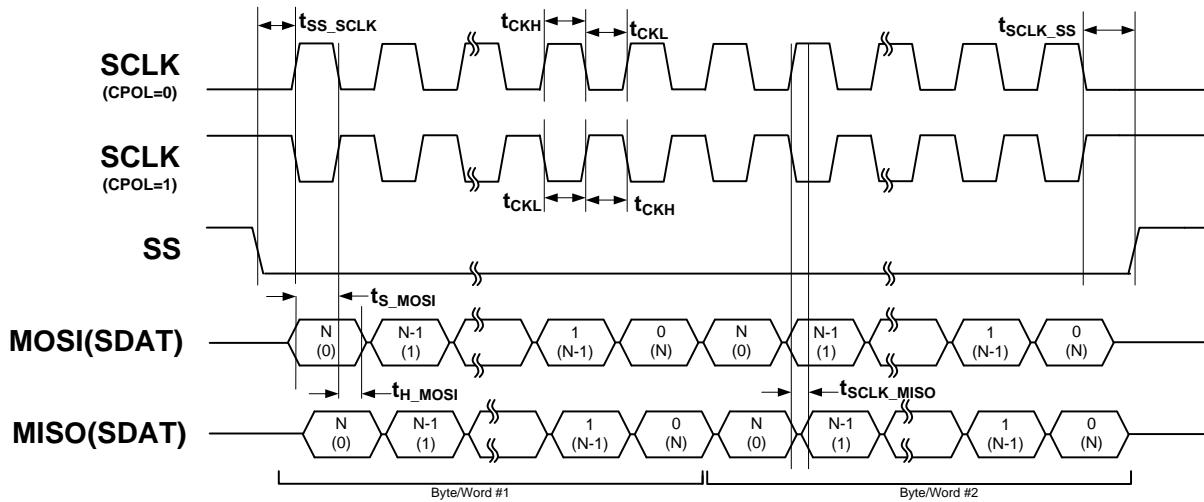 tSS_SCLK
tCKH
tCKL
tSCLK_SS
SCLK
(CPOL=0)
SCLK
(CPOL=1)
tCKL
tCKH
SS
tS_MOSI
MOSI(SDAT)
N N-1 1 0 N N-1 1 0
(0) (1) (N-1) (N) (0) (1) (N-1) (N)
tH_MOSI
tSCLK_MISO
MISO(SDAT)
N N-1 1 0 N N-1 1 0
(0) (1) (N-1) (N) (0) (1) (N-1) (N)
Byte/Word #1 Byte/Word #2